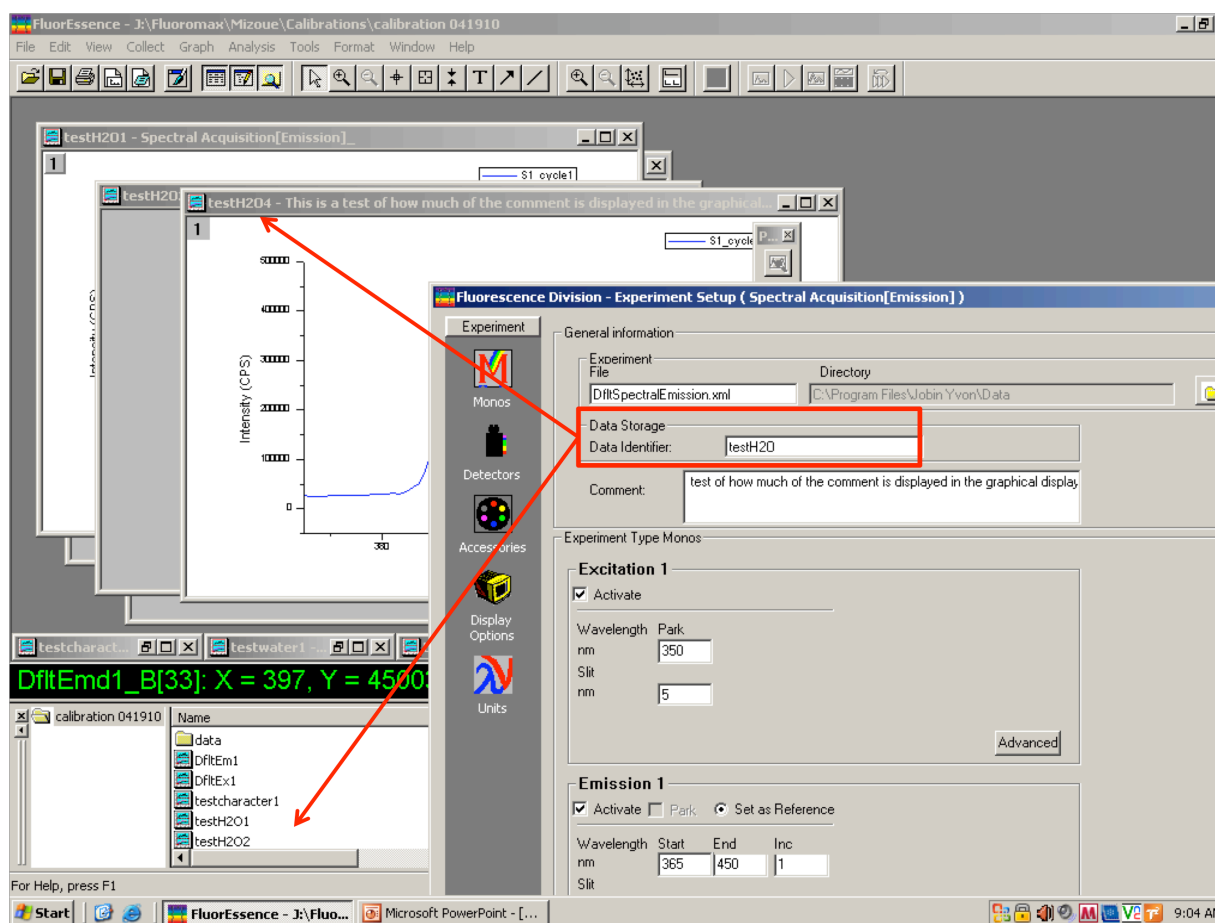 FluorEssence - J:\Fluoromax\Mizoue\Calibrations\calibration 041910
File Edit View Collect Graph Analysis Tools Format Window Help
testH2O1 - Spectral Acquisition[Emission]_
1
S1_cycle1
testH2O4 - This is a test of how much of the comment is displayed in the graphical...
P...
1
S1_cycle
500000
400000
300000
200000
100000
0
380
Intensity (CPS)
Fluorescence Division - Experiment Setup ( Spectral Acquisition[Emission] )
Experiment
Monos
Detectors
Accessories
Display
Options
Units
General information
Experiment
File Directory
DfltSpectralEmission.xml C:\Program Files\Jobin Yvon\Data
Data Storage
Data Identifier: testH2O
Comment: test of how much of the comment is displayed in the graphical display
Experiment Type Monos
Excitation 1
Activate
Wavelength Park
nm 350
Slit
nm 5
Advanced
Emission 1
Activate Park Set as Reference
Wavelength Start End Inc
nm 365 450 1
Slit
testcharact... testwater1 -...
DfltEmd1_B[33]: X = 397, Y = 45003
calibration 041910
Name
data
DfltEm1
DfltEx1
testcharacter1
testH2O1
testH2O2
For Help, press F1
Start FluorEssence - J:\Fluo... Microsoft PowerPoint - [... 9:04 AM